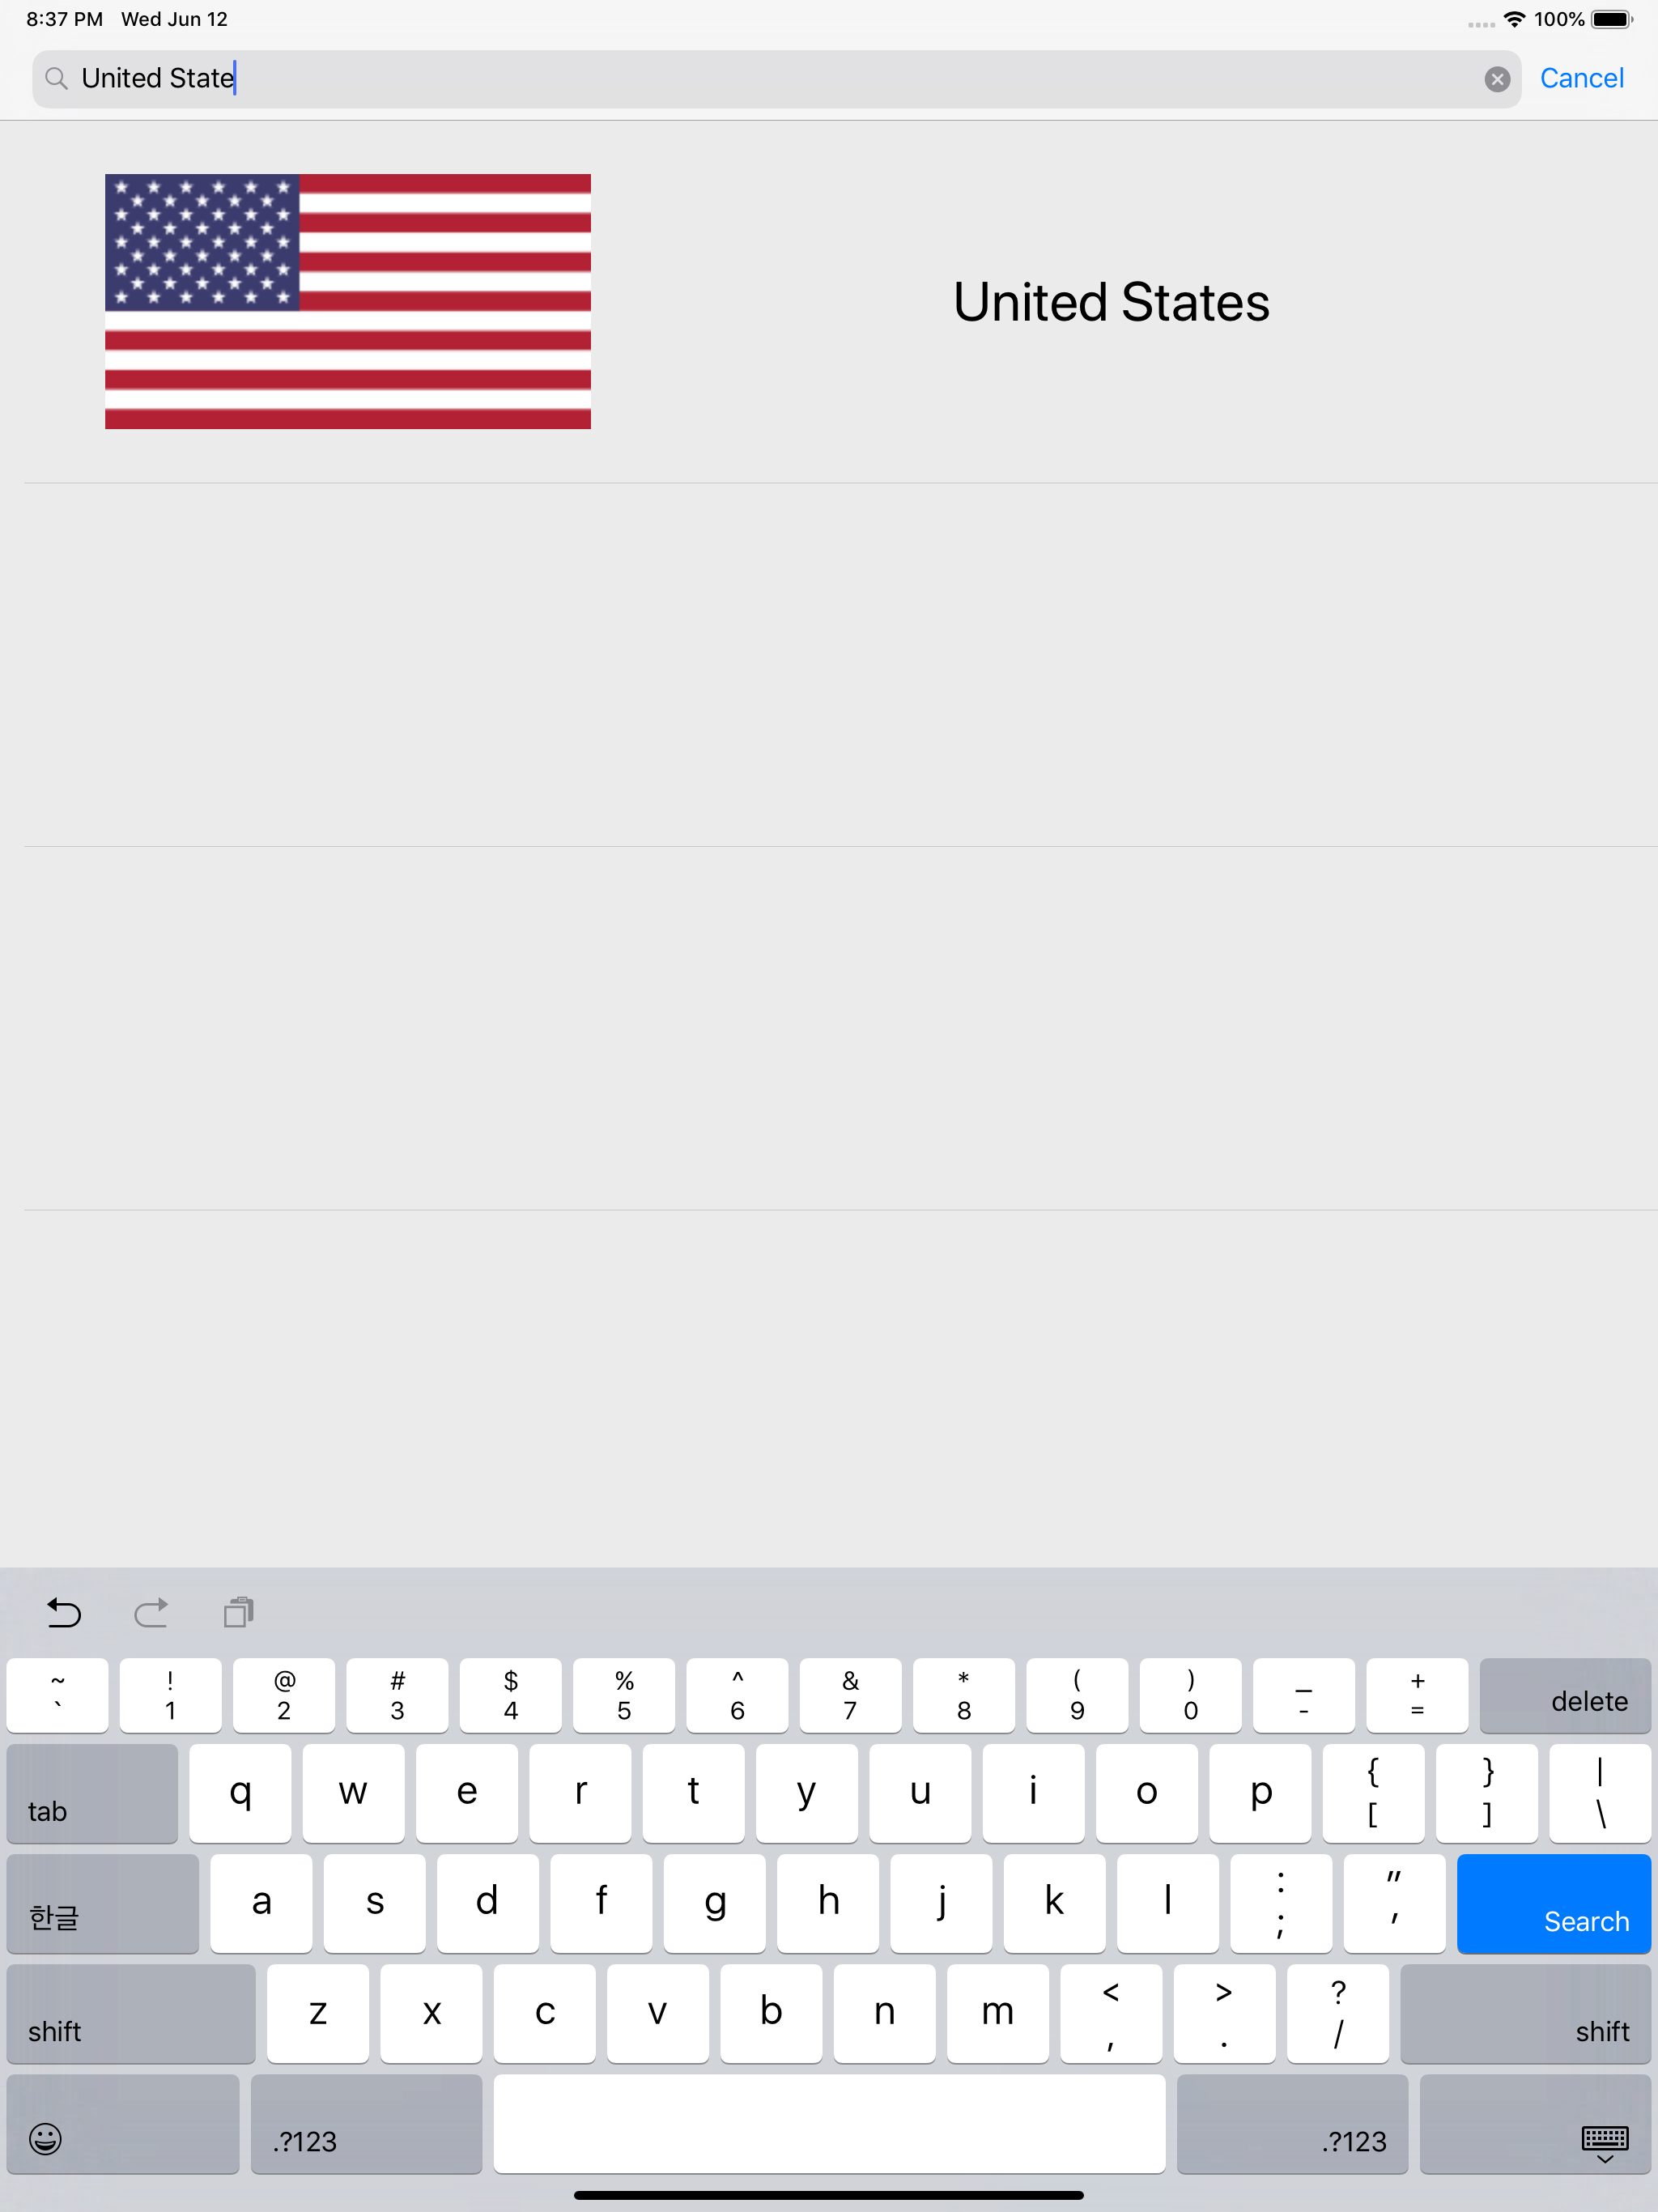 8:37 PM Wed Jun 12
100%
United State
Cancel
United States
~ ! @ # $ % ^ & * ( ) _ +
` 1 2 3 4 5 6 7 8 9 0 - = delete
tab q w e r t y u i o p { [ } ] | \
한글 a s d f g h j k l : ; " ' Search
shift z x c v b n m < , > . ? / shift
.?123 .?123